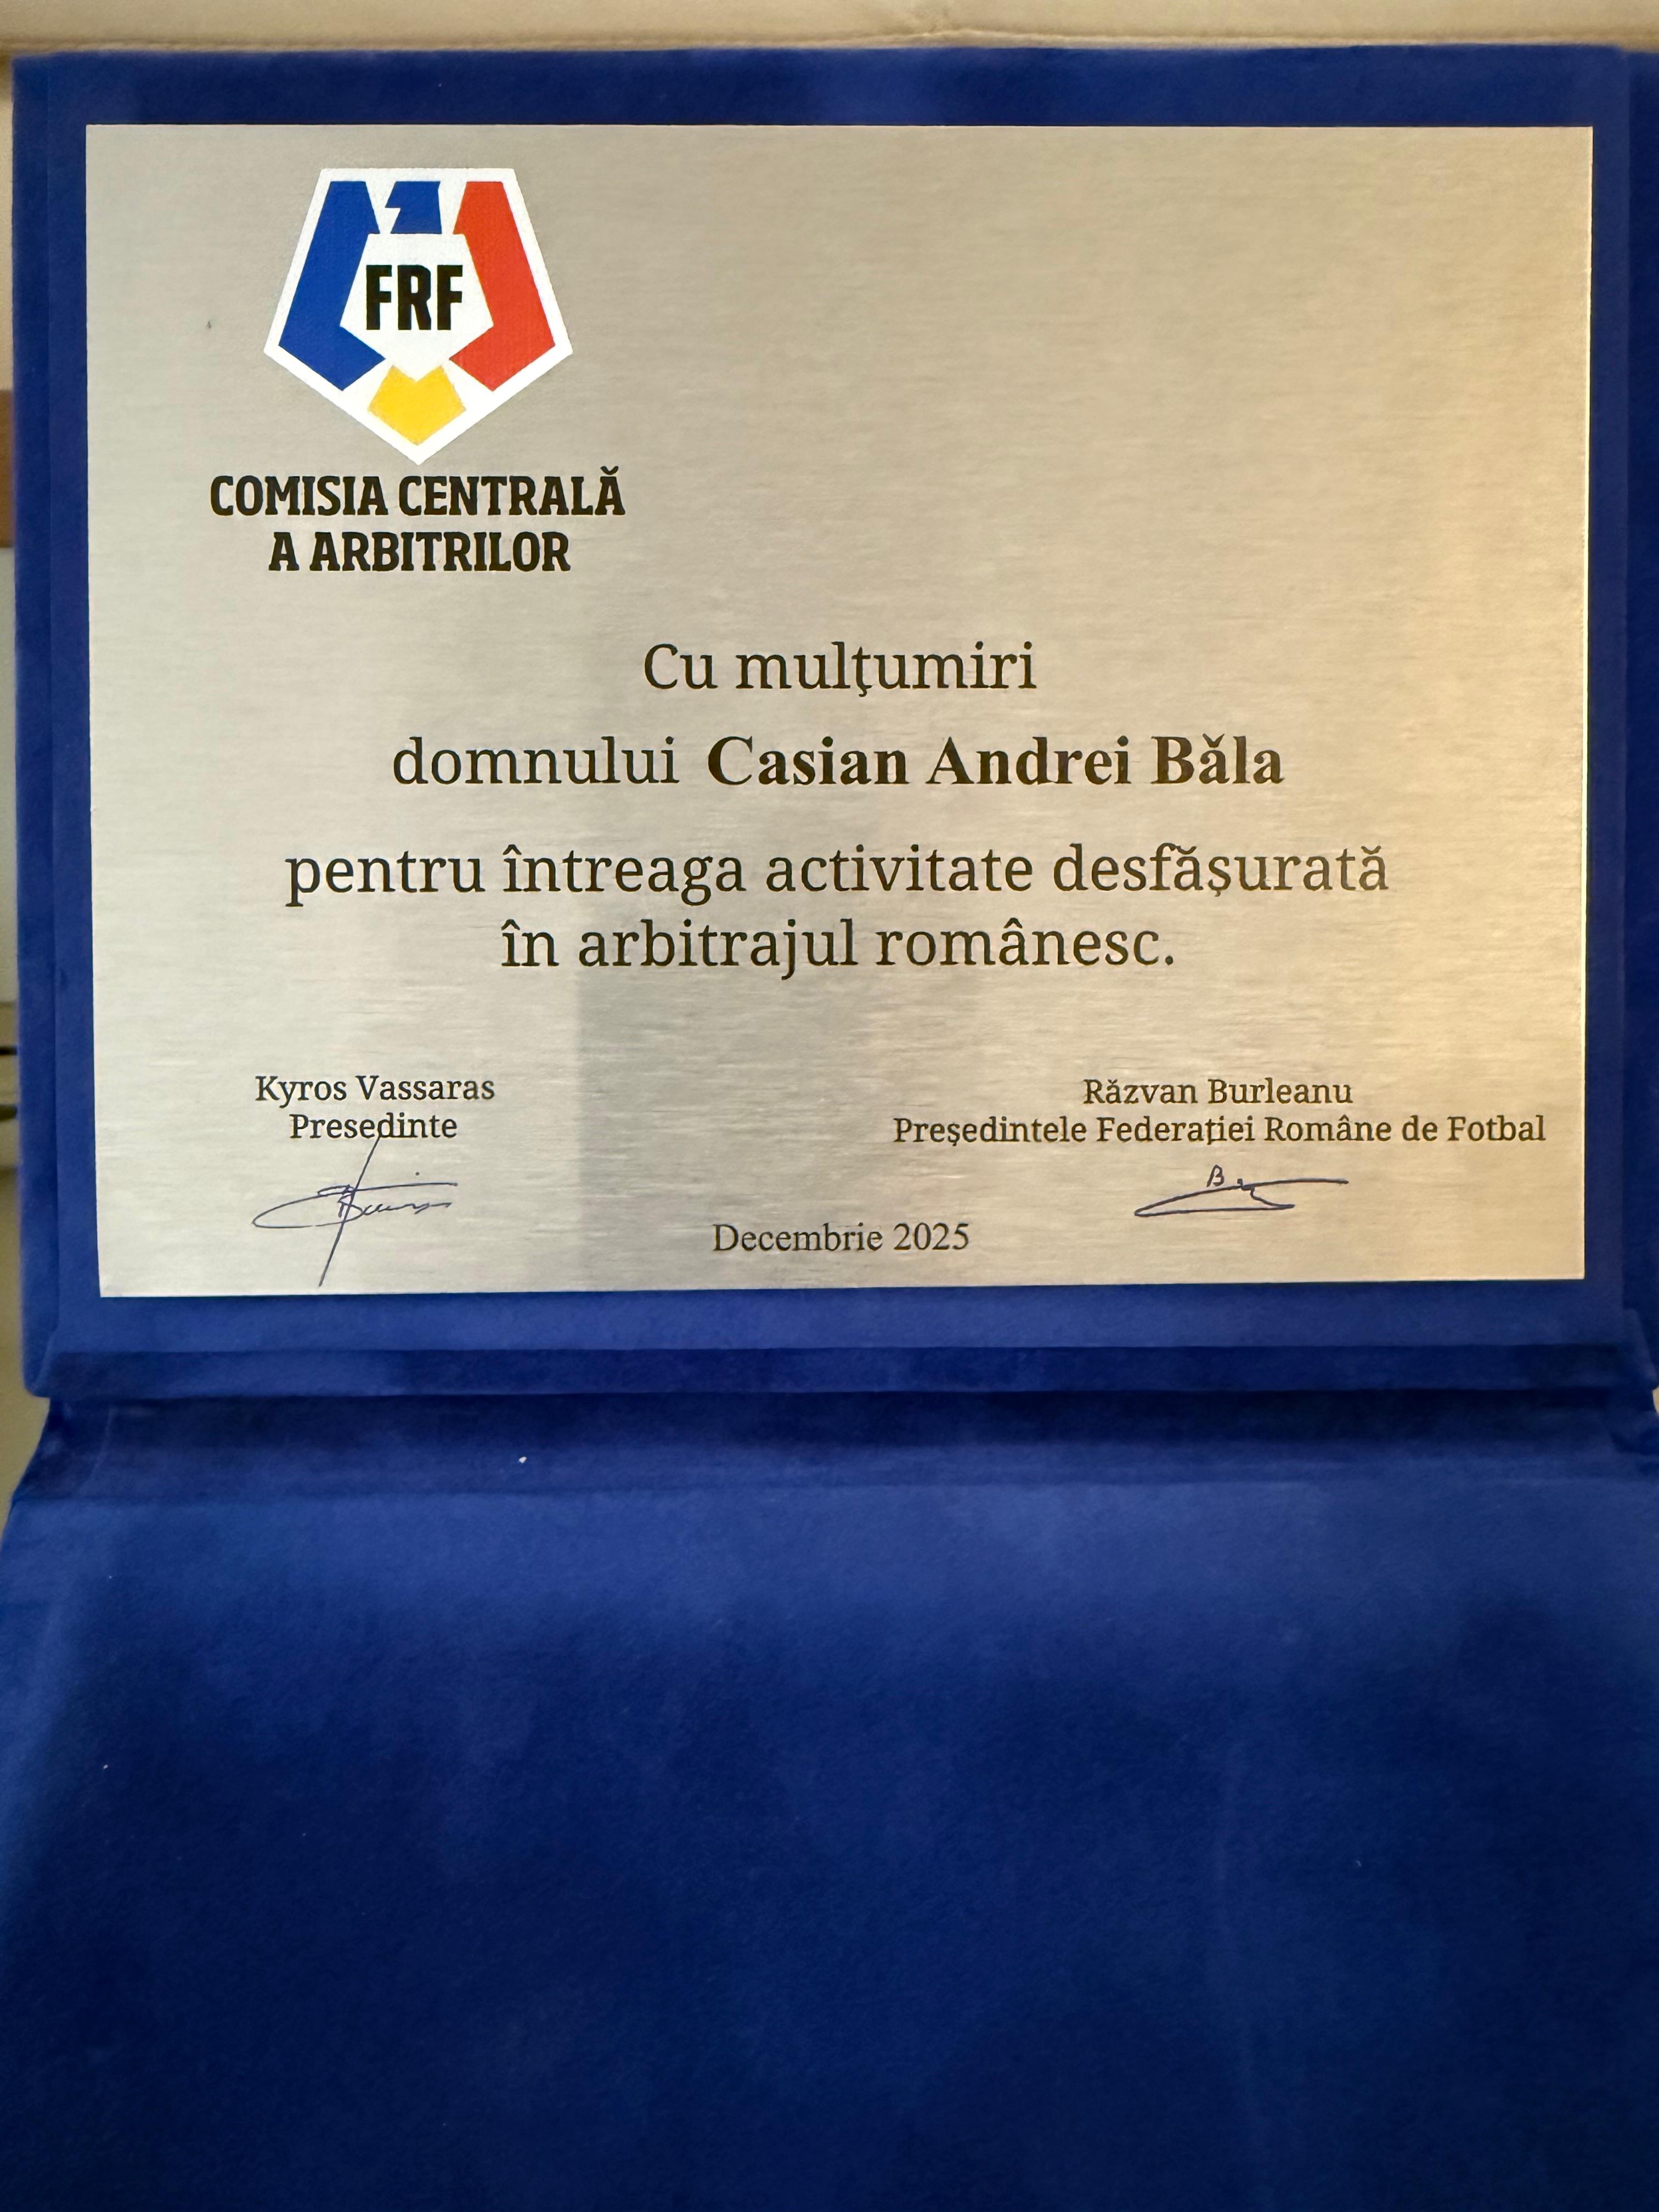 FRF
COMISIA CENTRALĂ
A ARBITRILOR
Cu mulţumiri
domnului Casian Andrei Băla
pentru întreaga activitate desfăşurată
în arbitrajul românesc.
Kyros Vassaras
Presedinte
Răzvan Burleanu
Preşedintele Federaţiei Române de Fotbal
Decembrie 2025